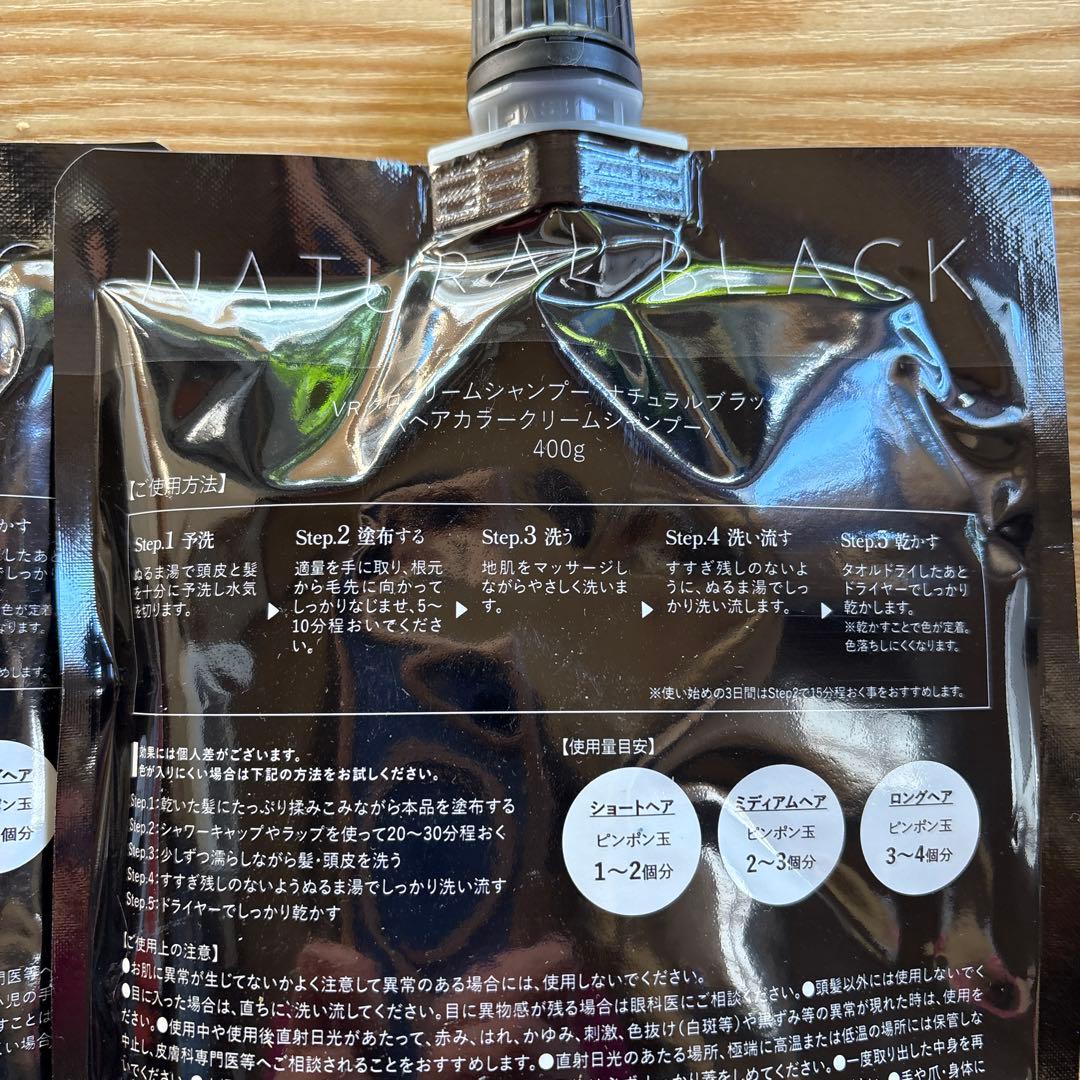 NATURAL BLACK
VRクロクリームシャンプー ナチュラルブラッ
〈ヘアカラークリームシャンプー〉
400g
【ご使用方法】
Step.1 予洗
ぬるま湯で頭皮と髪
を十分に予洗し水気
を切ります。
Step.2 塗布する
適量を手に取り、根元
から毛先に向かって
しっかりなじませ、5〜
10分程おいてくださ
い。
Step.3 洗う
地肌をマッサージし
ながらやさしく洗いま
す。
Step.4 洗い流す
すすぎ残しのないよ
うに、ぬるま湯でしっ
かり洗い流します。
Step.5 乾かす
タオルドライしたあと
ドライヤーでしっかり
乾かします。
※乾かすことで色が定着。
色落ちしにくくなります。
※使い始めの3日間はStep2で15分程おく事をおすすめします。
効果には個人差がございます。
色が入りにくい場合は下記の方法をお試しください。
Step.1:乾いた髪にたっぷり揉みこみながら本品を塗布する
Step.2:シャワーキャップやラップを使って20〜30分程おく
Step.3:少しずつ濡らしながら髪・頭皮を洗う
Step.4:すすぎ残しのないようぬるま湯でしっかり洗い流す
Step.5:ドライヤーでしっかり乾かす
【使用量目安】
ショートヘア
ピンポン玉
1〜2個分
ミディアムヘア
ピンポン玉
2〜3個分
ロングヘア
ピンポン玉
3〜4個分
【ご使用上の注意】
●お肌に異常が生じてないかよく注意して異常のある場合には、使用しないでください。●頭髪以外には使用しないでく
●目に入った場合は、直ちに、洗い流してください。目に異物感が残る場合は眼科医にご相談ください。
ださい。●使用中や使用後直射日光があたって、赤み、はれ、かゆみ、刺激、色抜け(白斑等)や黒ずみ等の異常が現れた時は、使用を
中止し、皮膚科専門医等へご相談されることをおすすめします。●直射日光のあたる場所、極端に高温または低温の場所には保管しな
いでください。 しっかり蓋をしめてください。●一度取り出した中身を再
●手や爪・身体に